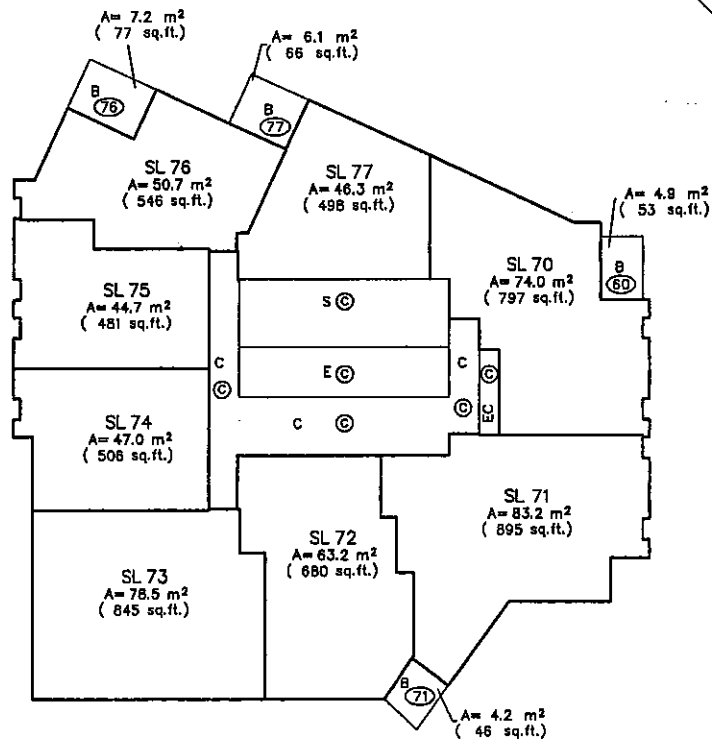 A= 7.2 m²
( 77 sq.ft.)
A= 6.1 m²
( 66 sq.ft.)
B
76
B
77
SL 76
A= 50.7 m²
( 546 sq.ft.)
SL 77
A= 46.3 m²
( 498 sq.ft.)
A= 4.9 m²
( 53 sq.ft.)
B
60
SL 70
A= 74.0 m²
( 797 sq.ft.)
SL 75
A= 44.7 m²
( 481 sq.ft.)
S C
E C
C
C
C
C
C
EC
C C
SL 74
A= 47.0 m²
( 506 sq.ft.)
SL 71
A= 83.2 m²
( 895 sq.ft.)
SL 72
A= 63.2 m²
( 680 sq.ft.)
SL 73
A= 78.5 m²
( 845 sq.ft.)
B
71
A= 4.2 m²
( 46 sq.ft.)